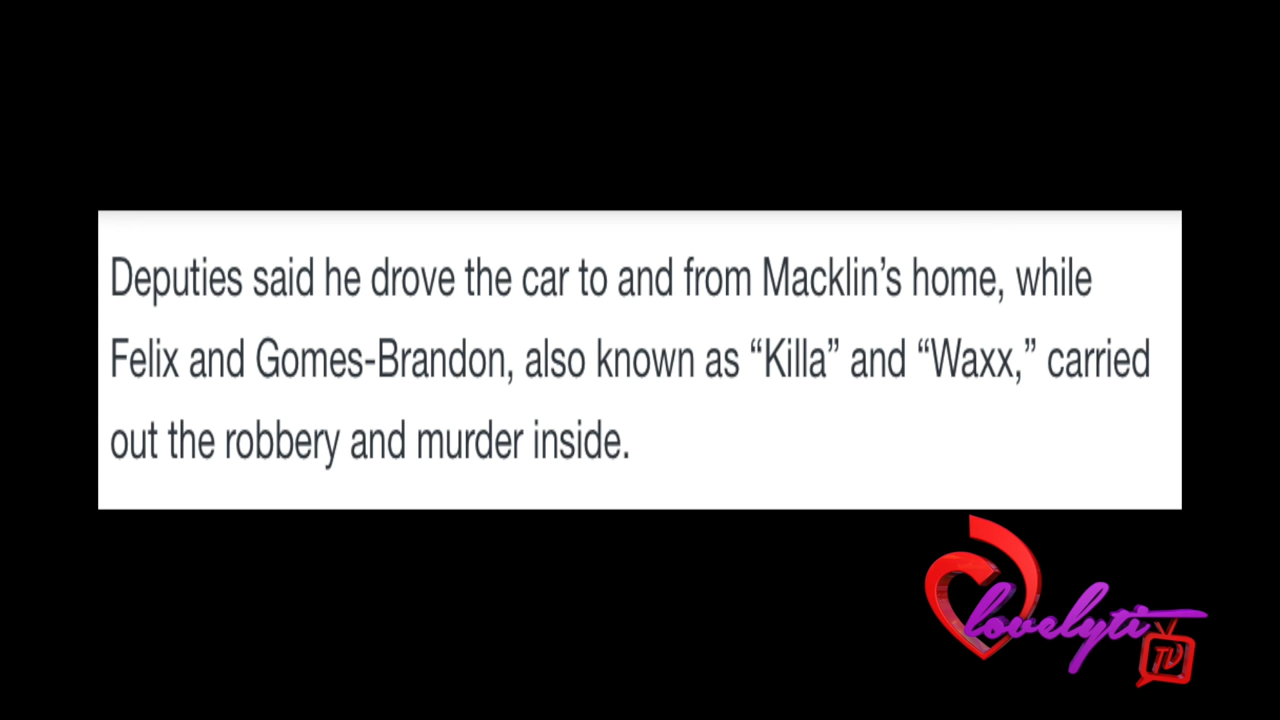 Deputies said he drove the car to and from Macklin’s home, while
Felix and Gomes-Brandon, also known as “Killa” and “Waxx,” carried
out the robbery and murder inside.
lovelyti
TV